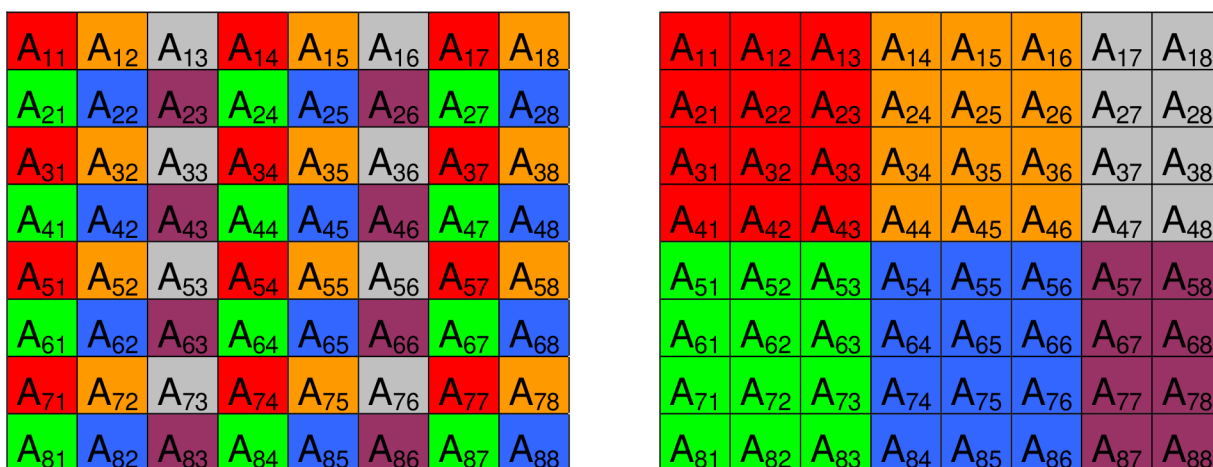 A11 A12 A13 A14 A15 A16 A17 A18
A21 A22 A23 A24 A25 A26 A27 A28
A31 A32 A33 A34 A35 A36 A37 A38
A41 A42 A43 A44 A45 A46 A47 A48
A51 A52 A53 A54 A55 A56 A57 A58
A61 A62 A63 A64 A65 A66 A67 A68
A71 A72 A73 A74 A75 A76 A77 A78
A81 A82 A83 A84 A85 A86 A87 A88
A11 A12 A13 A14 A15 A16 A17 A18
A21 A22 A23 A24 A25 A26 A27 A28
A31 A32 A33 A34 A35 A36 A37 A38
A41 A42 A43 A44 A45 A46 A47 A48
A51 A52 A53 A54 A55 A56 A57 A58
A61 A62 A63 A64 A65 A66 A67 A68
A71 A72 A73 A74 A75 A76 A77 A78
A81 A82 A83 A84 A85 A86 A87 A88